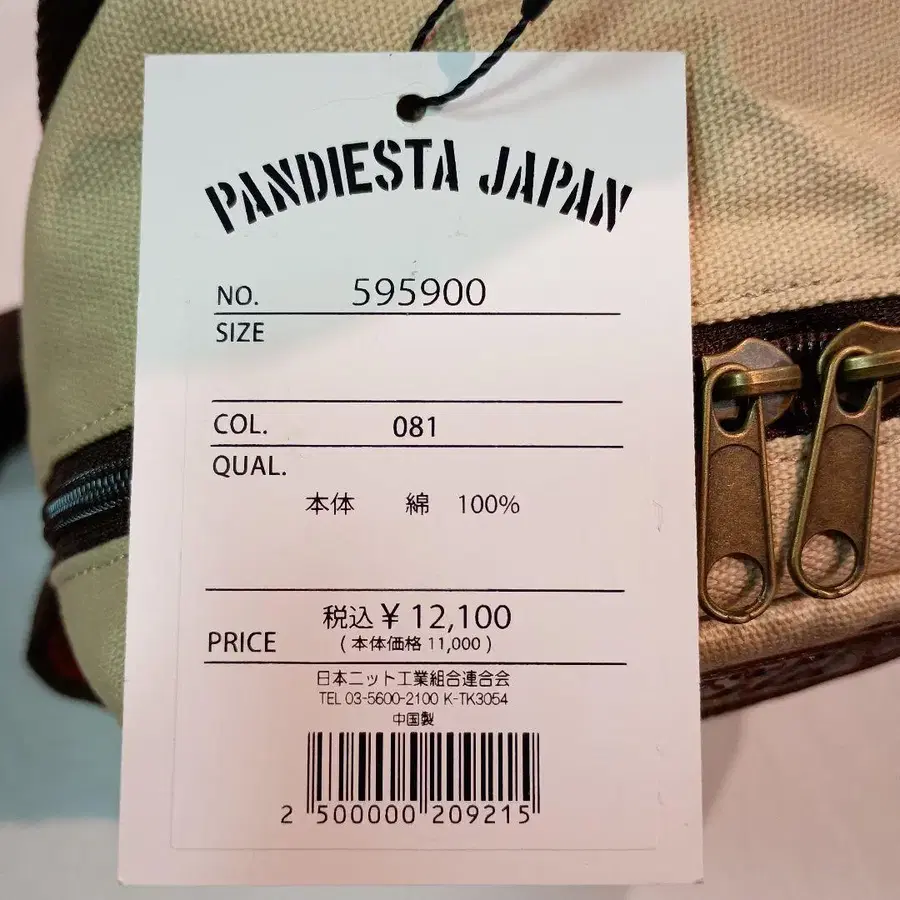 PANDIESTA JAPAN
NO. 595900
SIZE
COL. 081
QUAL.
本体 綿 100%
税込 ¥ 12,100
PRICE ( 本体価格 11,000 )
日本ニット工業組合連合会
TEL 03-5600-2100 K-TK3054
中国製
2 500000 209215